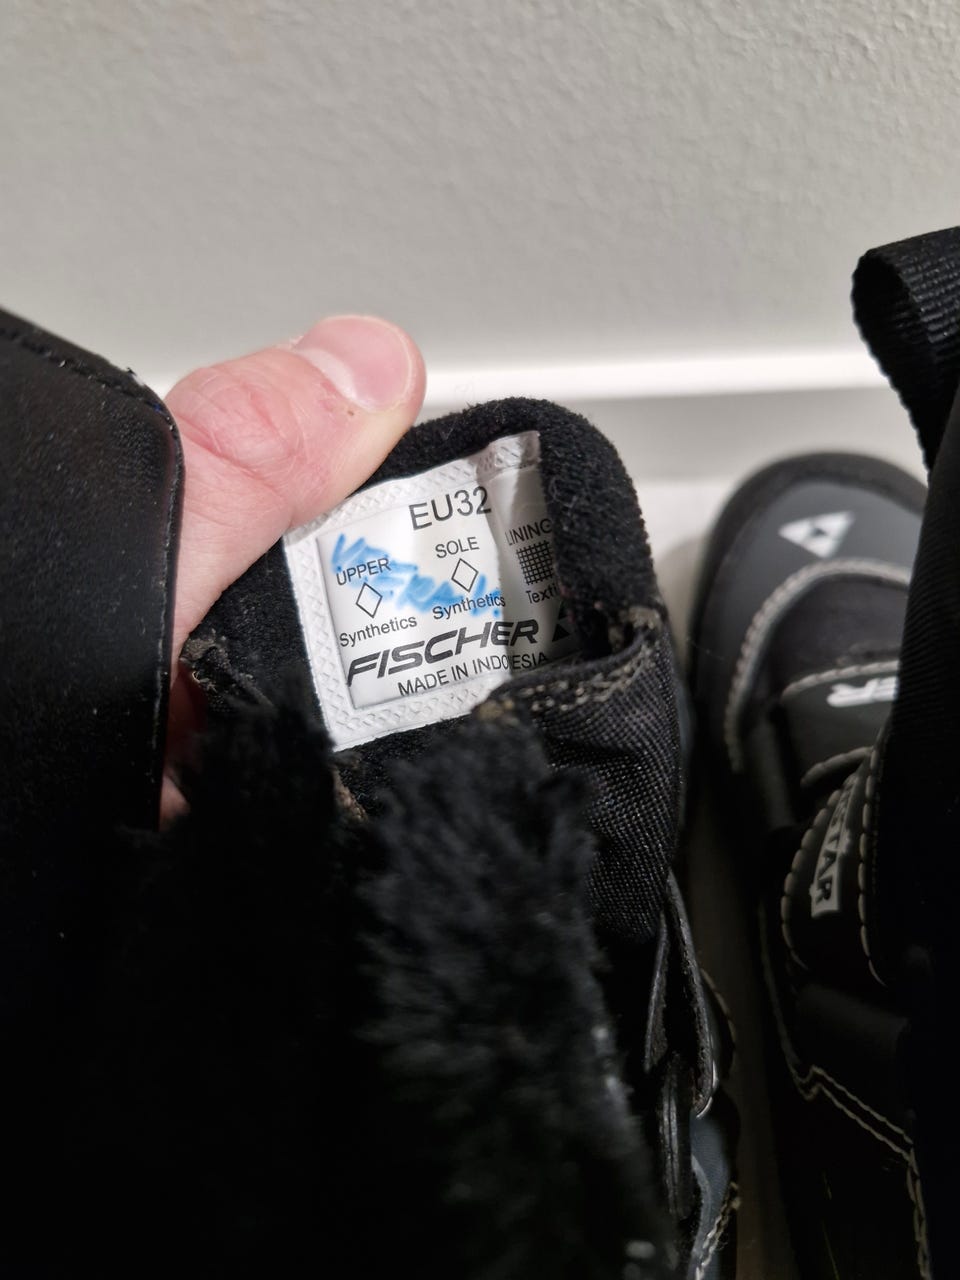 EU32
UPPER
SOLE
LINING
Synthetics
Synthetics
FISCHER
MADE IN INDONESIA